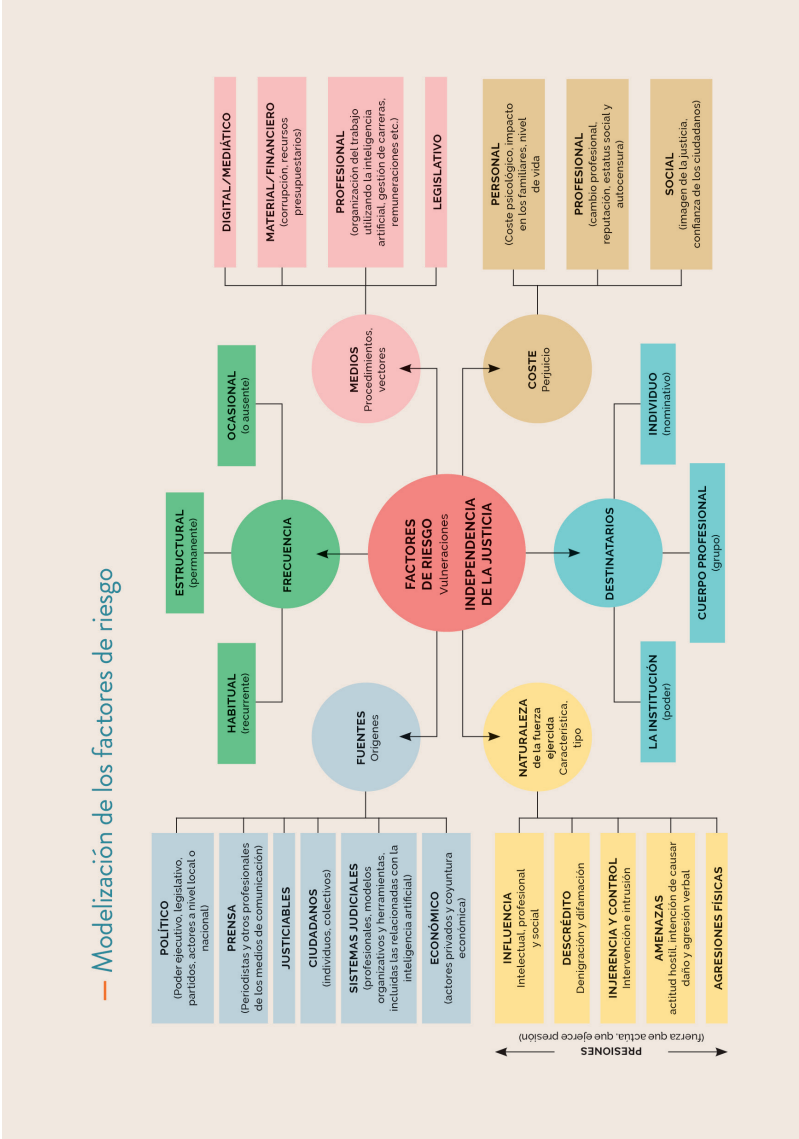 — Modelización de los factores de riesgo
POLÍTICO
(Poder ejecutivo, legislativo,
partidos, actores a nivel local o
nacional)
PRENSA
(Periodistas y otros profesionales
de los medios de comunicación)
JUSTICIABLES
CIUDADANOS
(individuos, colectivos)
SISTEMAS JUDICIALES
(profesionales, modelos
organizativos y herramientas,
incluidas las relacionadas con la
inteligencia artificial)
ECONÓMICO
(actores privados y coyuntura
económica)
FUENTES
Orígenes
HABITUAL
(recurrente)
ESTRUCTURAL
(permanente)
OCASIONAL
(o ausente)
FRECUENCIA
MEDIOS
Procedimientos,
vectores
DIGITAL/MEDIÁTICO
MATERIAL/FINANCIERO
(corrupción, recursos
presupuestarios)
PROFESIONAL
(organización del trabajo
utilizando la inteligencia
artificial, gestión de carreras,
remuneraciones etc.)
LEGISLATIVO
FACTORES
DE RIESGO
Vulneraciones
INDEPENDENCIA
DE LA JUSTICIA
PRESIONES
(fuerza que actúa, que ejerce presión)
INFLUENCIA
Intelectual, profesional
y social
DESCRÉDITO
Denigración y difamación
INJERENCIA Y CONTROL
Intervención e intrusión
AMENAZAS
actitud hostil, intención de causar
daño y agresión verbal
AGRESIONES FÍSICAS
NATURALEZA
de la fuerza
ejercida
Característica,
tipo
DESTINATARIOS
LA INSTITUCIÓN
(poder)
CUERPO PROFESIONAL
(grupo)
INDIVIDUO
(nominativo)
COSTE
Perjuicio
PERSONAL
(Coste psicológico, impacto
en los familiares, nivel
de vida)
PROFESIONAL
(cambio profesional,
reputación, estatus social y
autocensura)
SOCIAL
(imagen de la justicia,
confianza de los ciudadanos)